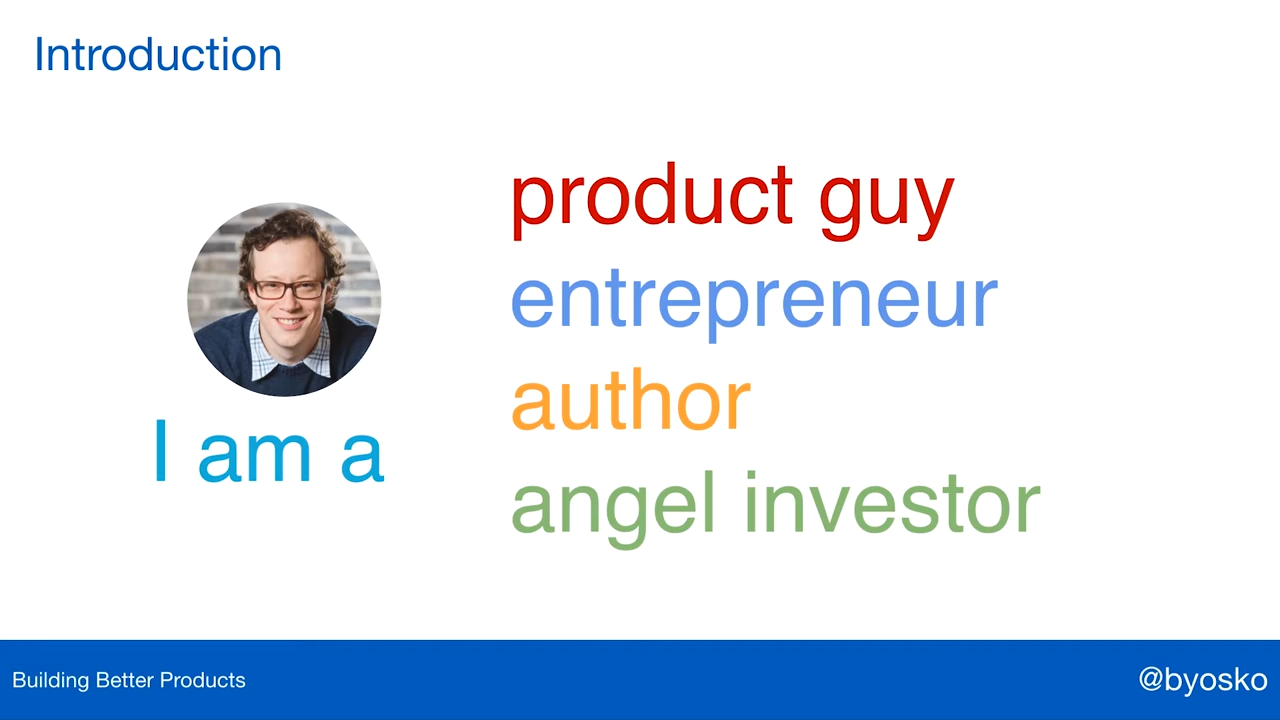 Introduction
I am a
product guy
entrepreneur
author
angel investor
Building Better Products
@byosko